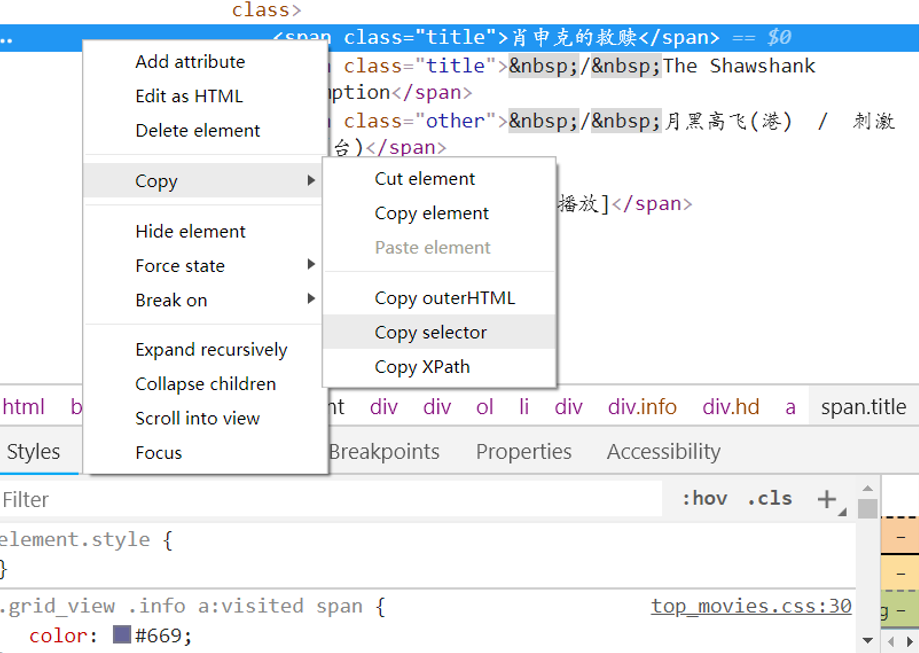 class>
<span class="title">肖申克的救赎</span> == $0
class="title">&nbsp;/&nbsp;The Shawshank
ption</span>
class="other">&nbsp;/&nbsp;月黑高飞(港) / 刺激
台)</span>
播放]</span>
Add attribute
Edit as HTML
Delete element
Copy
Hide element
Force state
Break on
Expand recursively
Collapse children
Scroll into view
Focus
Cut element
Copy element
Paste element
Copy outerHTML
Copy selector
Copy XPath
html b nt div div ol li div div.info div.hd a span.title
Styles Breakpoints Properties Accessibility
Filter :hov .cls +
element.style {
}
.grid_view .info a:visited span { top_movies.css:30
color: #669;